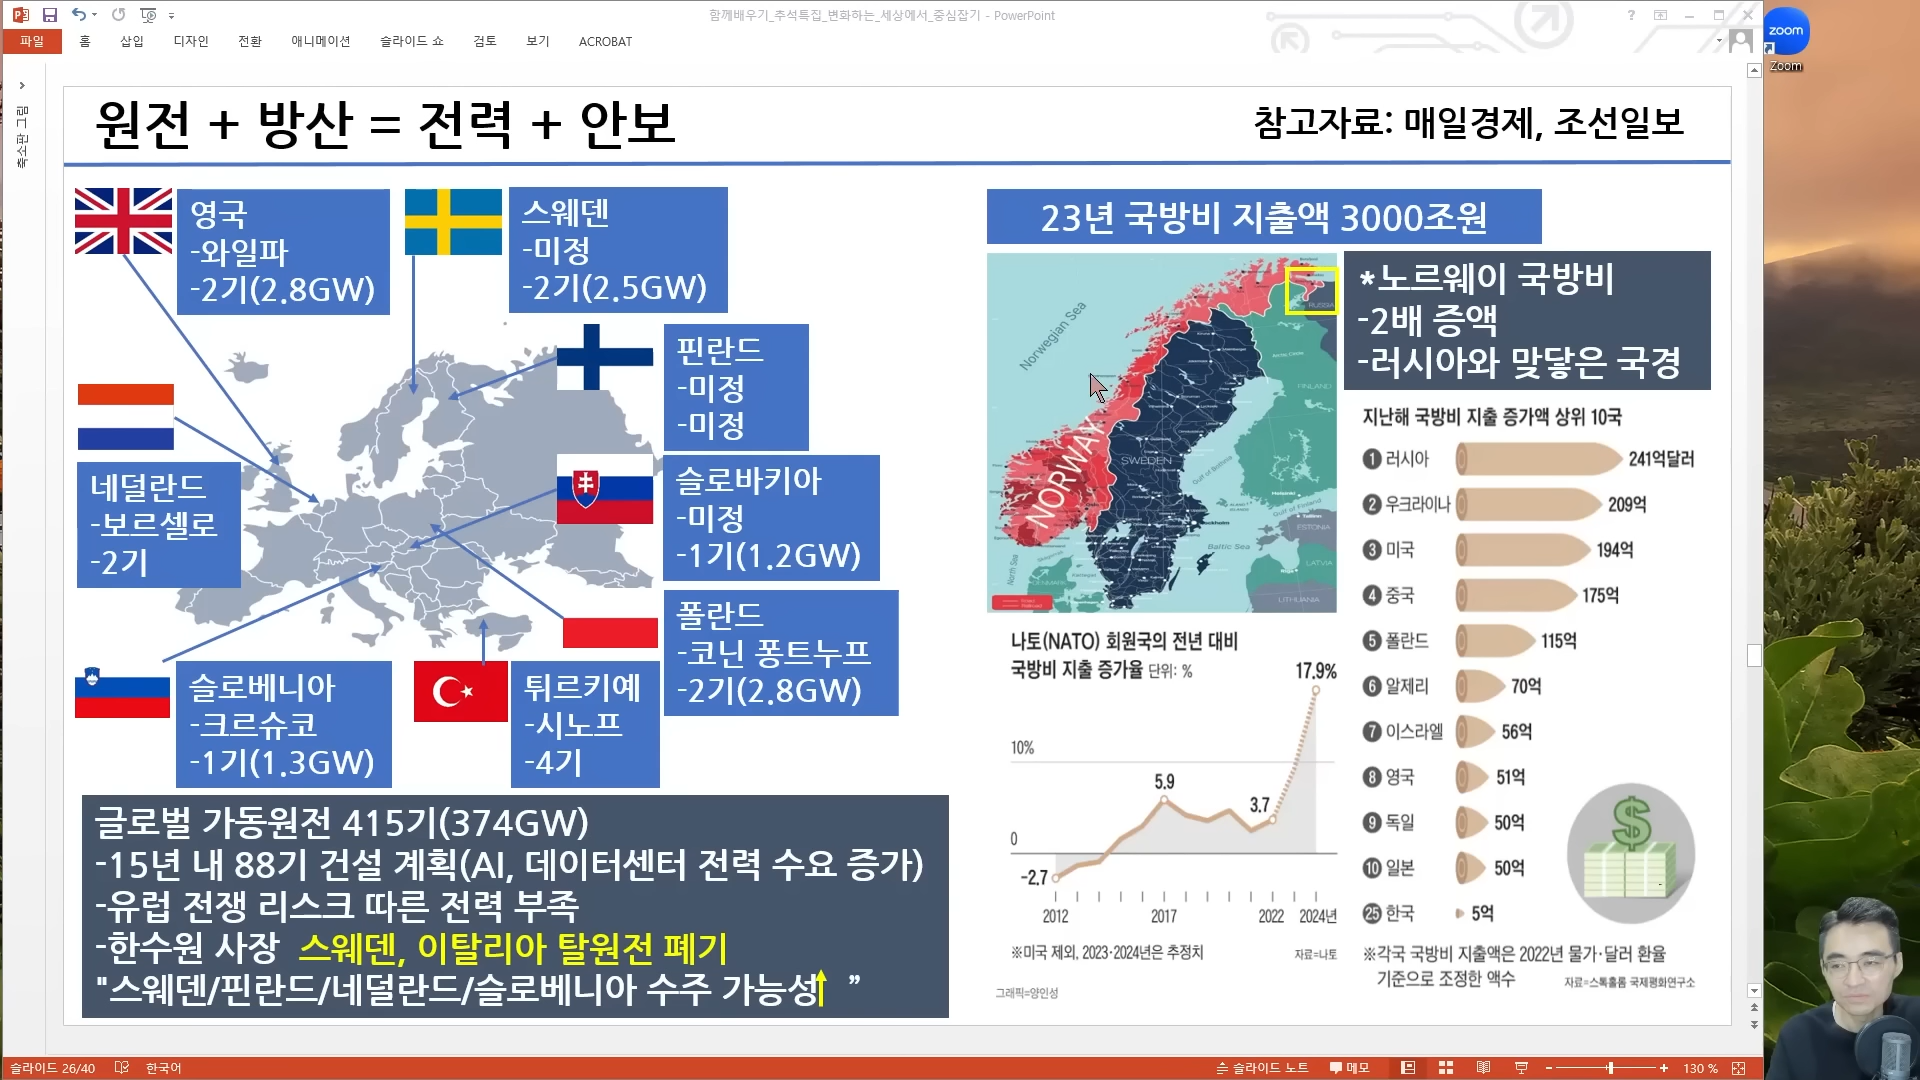 함께배우기_추석특집_변화하는_세상에서_중심잡기 - PowerPoint
파일 홈 삽입 디자인 전환 애니메이션 슬라이드 쇼 검토 보기 ACROBAT
zoom
Zoom
축소판 그림
원전 + 방산 = 전력 + 안보
참고자료: 매일경제, 조선일보
영국
-와일파
-2기(2.8GW)
스웨덴
-미정
-2기(2.5GW)
핀란드
-미정
-미정
네덜란드
-보르셀로
-2기
슬로바키아
-미정
-1기(1.2GW)
폴란드
-코닌 퐁트누프
-2기(2.8GW)
슬로베니아
-크르슈코
-1기(1.3GW)
튀르키예
-시노프
-4기
글로벌 가동원전 415기(374GW)
-15년 내 88기 건설 계획(AI, 데이터센터 전력 수요 증가)
-유럽 전쟁 리스크 따른 전력 부족
-한수원 사장 스웨덴, 이탈리아 탈원전 폐기
"스웨덴/핀란드/네덜란드/슬로베니아 수주 가능성 ”
23년 국방비 지출액 3000조원
Norwegian Sea
NORWAY
SWEDEN
FINLAND
RUSSIA
Gulf of Finland
ESTONIA
Baltic Sea
LATVIA
LITHUANIA
North Sea
DENMARK
*노르웨이 국방비
-2배 증액
-러시아와 맞닿은 국경
나토(NATO) 회원국의 전년 대비
국방비 지출 증가율 단위: %
17.9%
10%
5.9
3.7
0
-2.7
2012 2017 2022 2024년
※미국 제외, 2023·2024년은 추정치
자료=나토
그래픽=양인성
지난해 국방비 지출 증가액 상위 10국
1 러시아 241억달러
2 우크라이나 209억
3 미국 194억
4 중국 175억
5 폴란드 115억
6 알제리 70억
7 이스라엘 56억
8 영국 51억
9 독일 50억
10 일본 50억
25 한국 5억
※각국 국방비 지출액은 2022년 물가·달러 환율
기준으로 조정한 액수
자료=스톡홀름 국제평화연구소
슬라이드 26/40 한국어
슬라이드 노트 메모 130 %